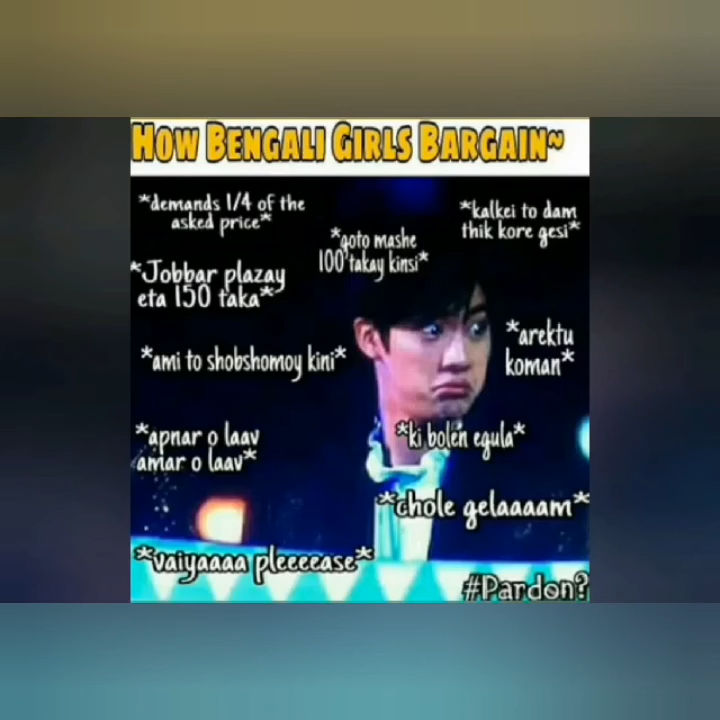 How Bengali Girls Bargain~
*demands 1/4 of the
asked price*
*kalkei to dam
thik kore gesi*
*goto mashe
100 takay kinsi*
*Jobbar plazay
eta 150 taka*
*arektu
koman*
*ami to shobshomoy kini*
*apnar o laav
amar o laav*
*ki bolen egula*
*chole gelaaaam*
*vaiyaaaa pleeeease*
#Pardon?